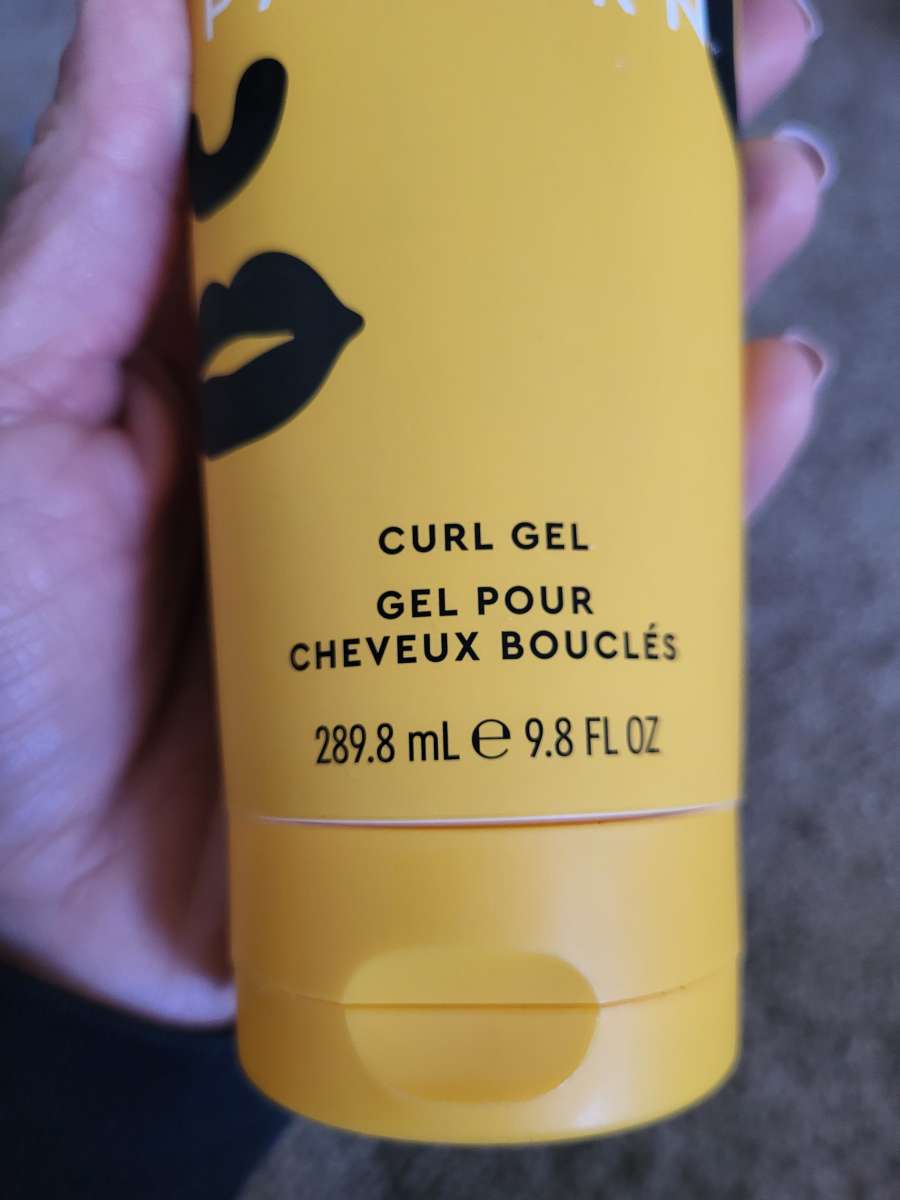 CURL GEL
GEL POUR
CHEVEUX BOUCLÉS
289.8 mL ℮ 9.8 FL OZ